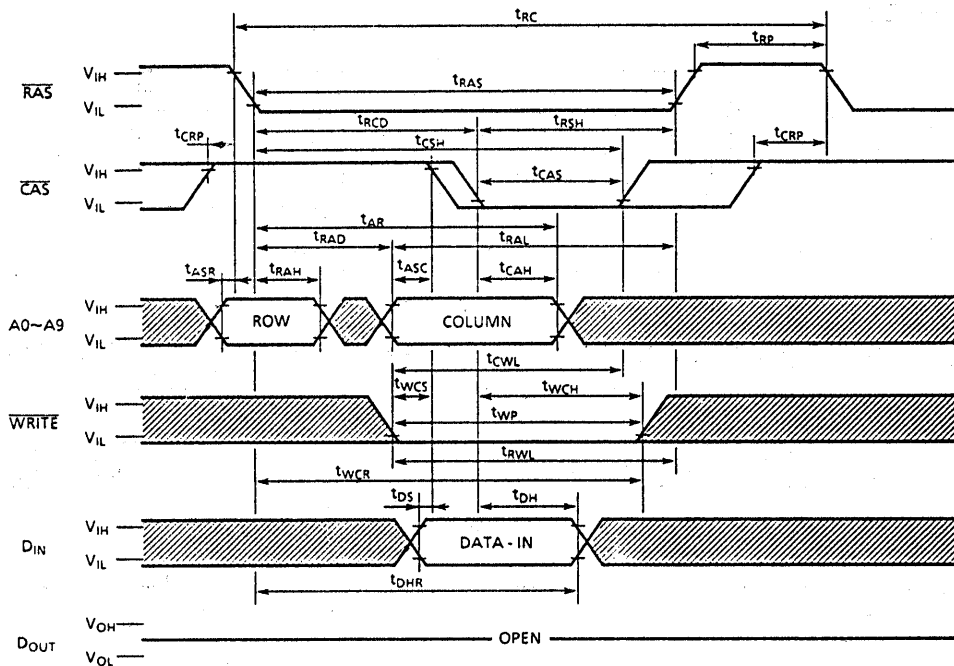 tRC
tRP
RAS
VIH
VIL
tRAS
tRCD
tRSH
tCSH
tCRP
tCRP
CAS
VIH
VIL
tCAS
tAR
tRAD
tRAL
tASR
tRAH
tASC
tCAH
A0~A9
VIH
VIL
ROW
COLUMN
tCWL
tWCS
tWCH
WRITE
VIH
VIL
tWP
tRWL
tWCR
tDS
tDH
DIN
VIH
VIL
DATA-IN
tDHR
DOUT
VOH
VOL
OPEN